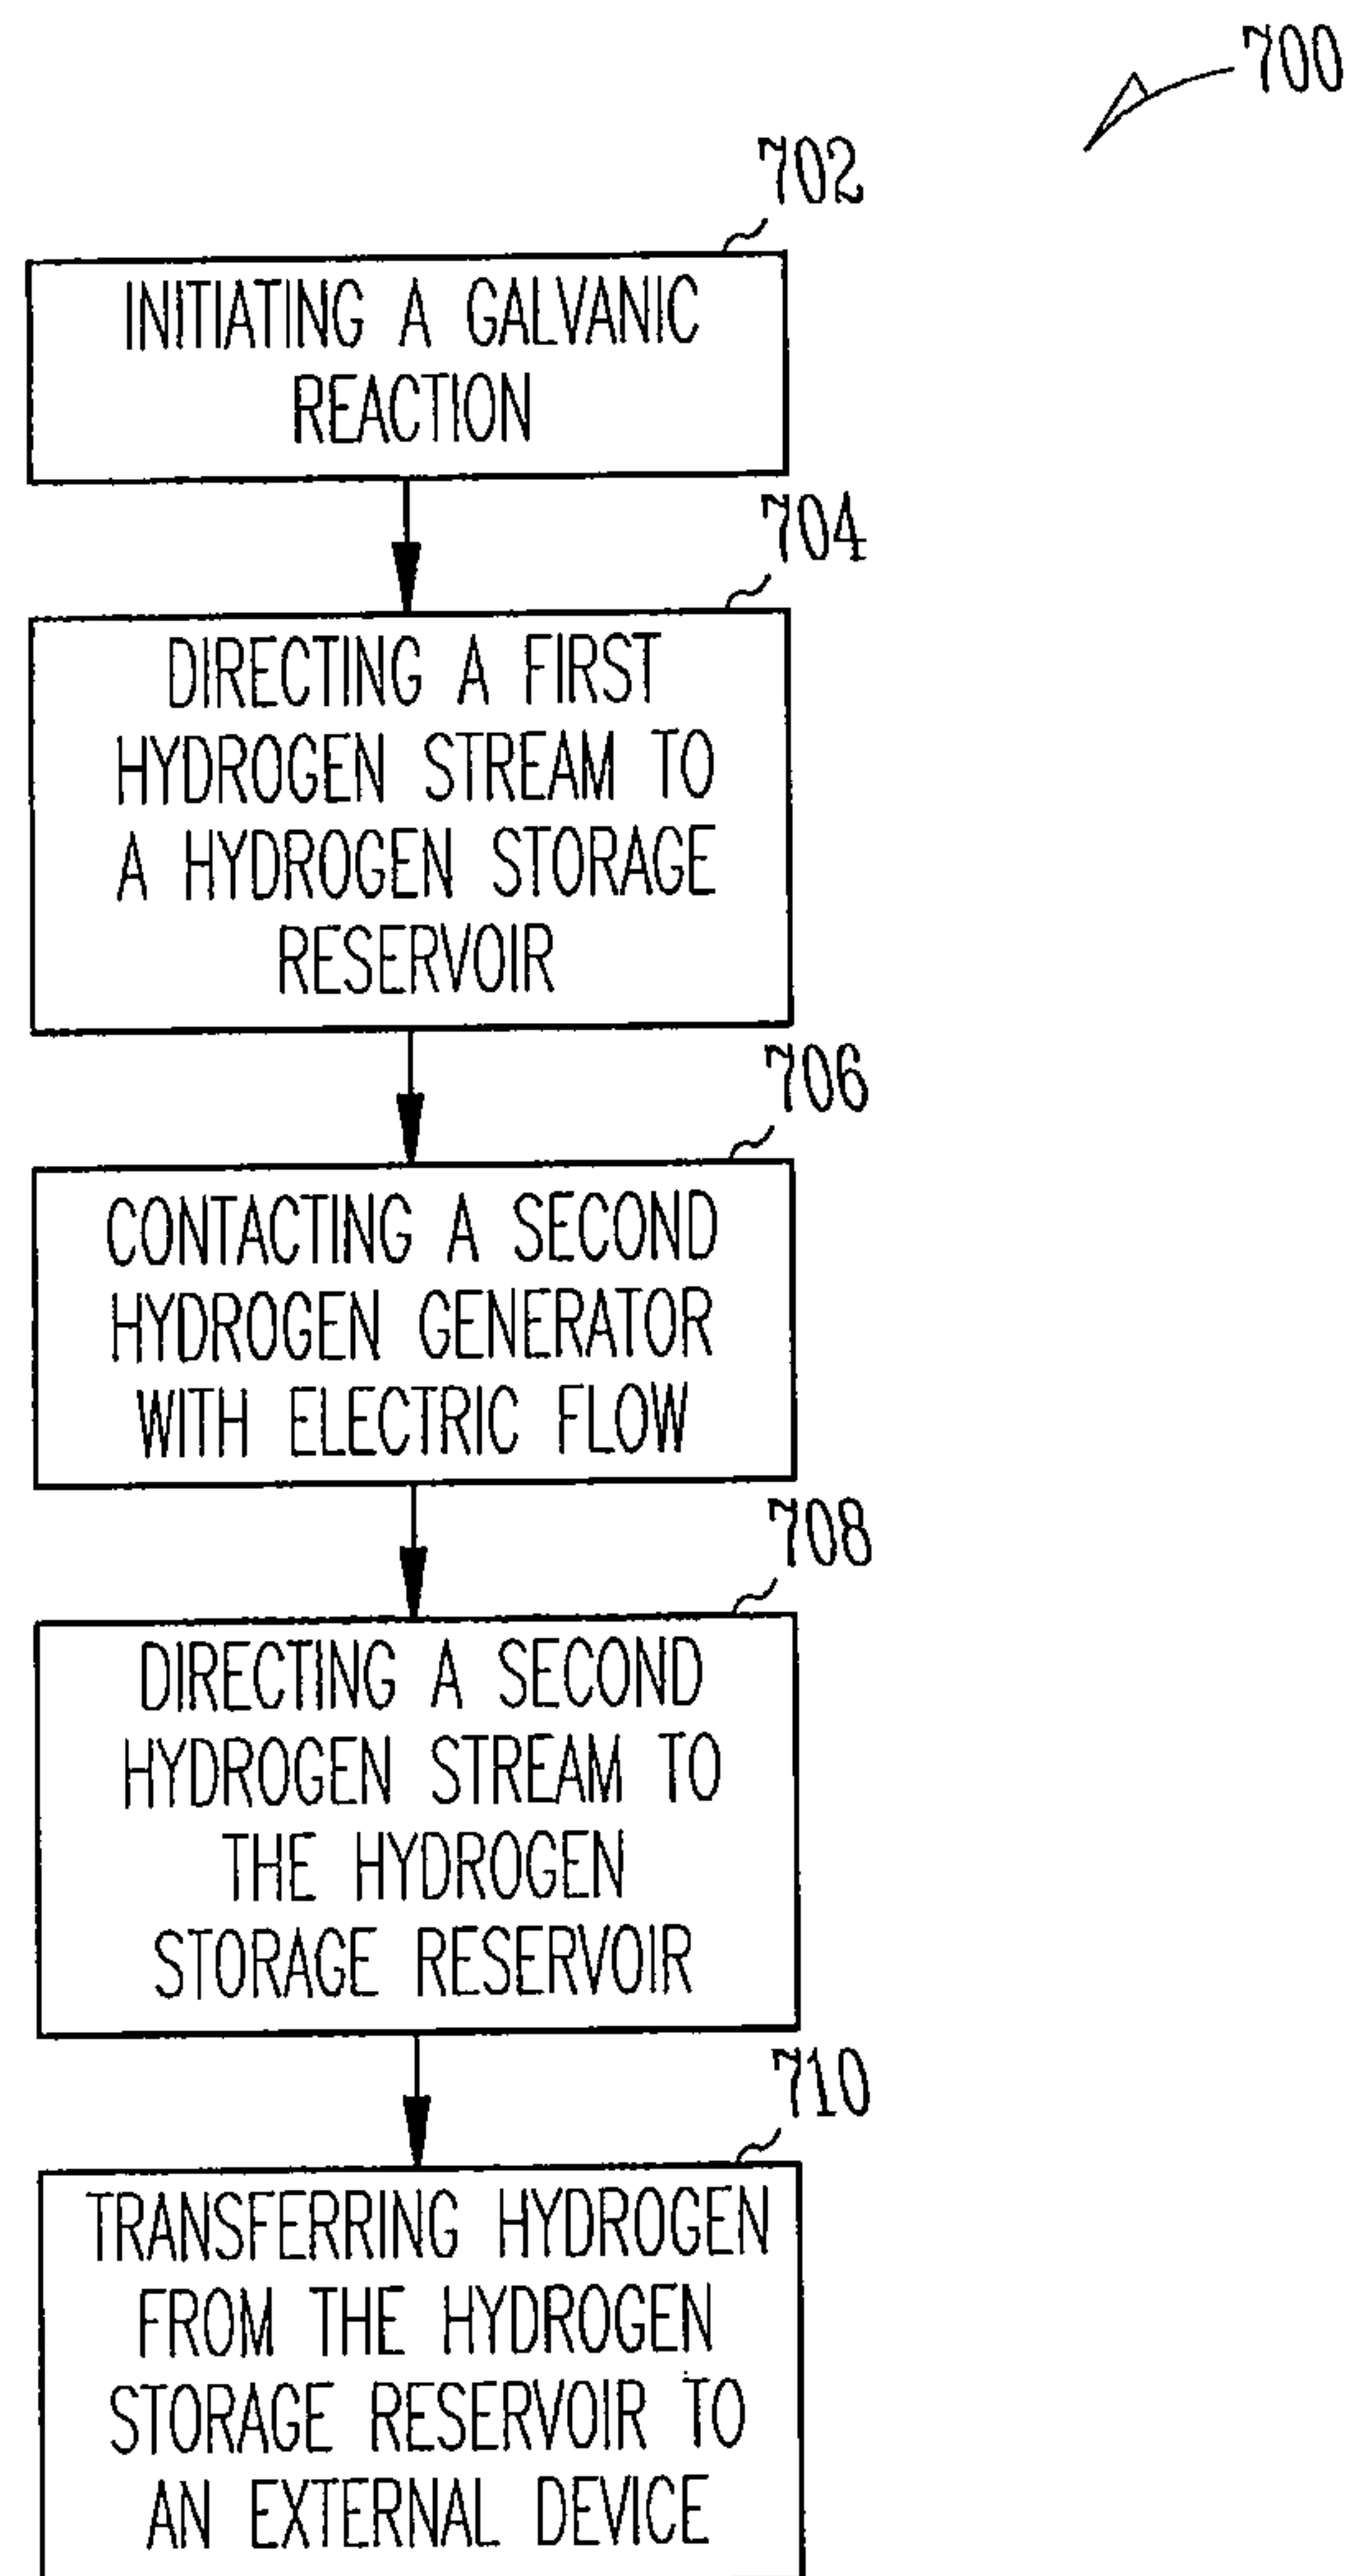 700
702
INITIATING A GALVANIC
REACTION
704
DIRECTING A FIRST
HYDROGEN STREAM TO
A HYDROGEN STORAGE
RESERVOIR
706
CONTACTING A SECOND
HYDROGEN GENERATOR
WITH ELECTRIC FLOW
708
DIRECTING A SECOND
HYDROGEN STREAM TO
THE HYDROGEN
STORAGE RESERVOIR
710
TRANSFERRING HYDROGEN
FROM THE HYDROGEN
STORAGE RESERVOIR TO
AN EXTERNAL DEVICE